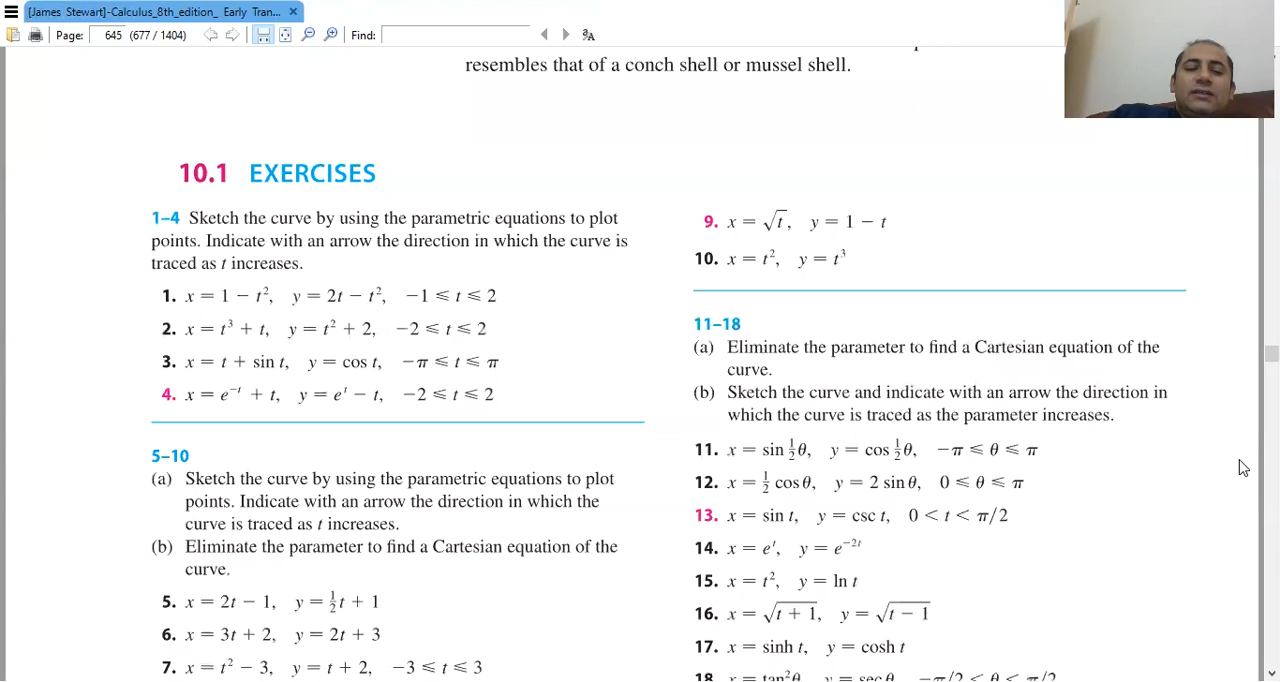 [James Stewart]-Calculus_8th_edition_ Early Tran... ×
Page: 645 (677 / 1404) Find:
resembles that of a conch shell or mussel shell.
10.1 EXERCISES
1–4 Sketch the curve by using the parametric equations to plot
points. Indicate with an arrow the direction in which the curve is
traced as t increases.
1. x = 1 − t², y = 2t − t², −1 ≤ t ≤ 2
2. x = t³ + t, y = t² + 2, −2 ≤ t ≤ 2
3. x = t + sin t, y = cos t, −π ≤ t ≤ π
4. x = e⁻ᵗ + t, y = eᵗ − t, −2 ≤ t ≤ 2
5–10
(a) Sketch the curve by using the parametric equations to plot
points. Indicate with an arrow the direction in which the
curve is traced as t increases.
(b) Eliminate the parameter to find a Cartesian equation of the
curve.
5. x = 2t − 1, y = ½t + 1
6. x = 3t + 2, y = 2t + 3
7. x = t² − 3, y = t + 2, −3 ≤ t ≤ 3
9. x = √t, y = 1 − t
10. x = t², y = t³
11–18
(a) Eliminate the parameter to find a Cartesian equation of the
curve.
(b) Sketch the curve and indicate with an arrow the direction in
which the curve is traced as the parameter increases.
11. x = sin ½θ, y = cos ½θ, −π ≤ θ ≤ π
12. x = ½ cos θ, y = 2 sin θ, 0 ≤ θ ≤ π
13. x = sin t, y = csc t, 0 < t < π/2
14. x = eᵗ, y = e⁻²ᵗ
15. x = t², y = ln t
16. x = √(t + 1), y = √(t − 1)
17. x = sinh t, y = cosh t
18. x = tan²θ, y = sec θ, −π/2 < θ < π/2